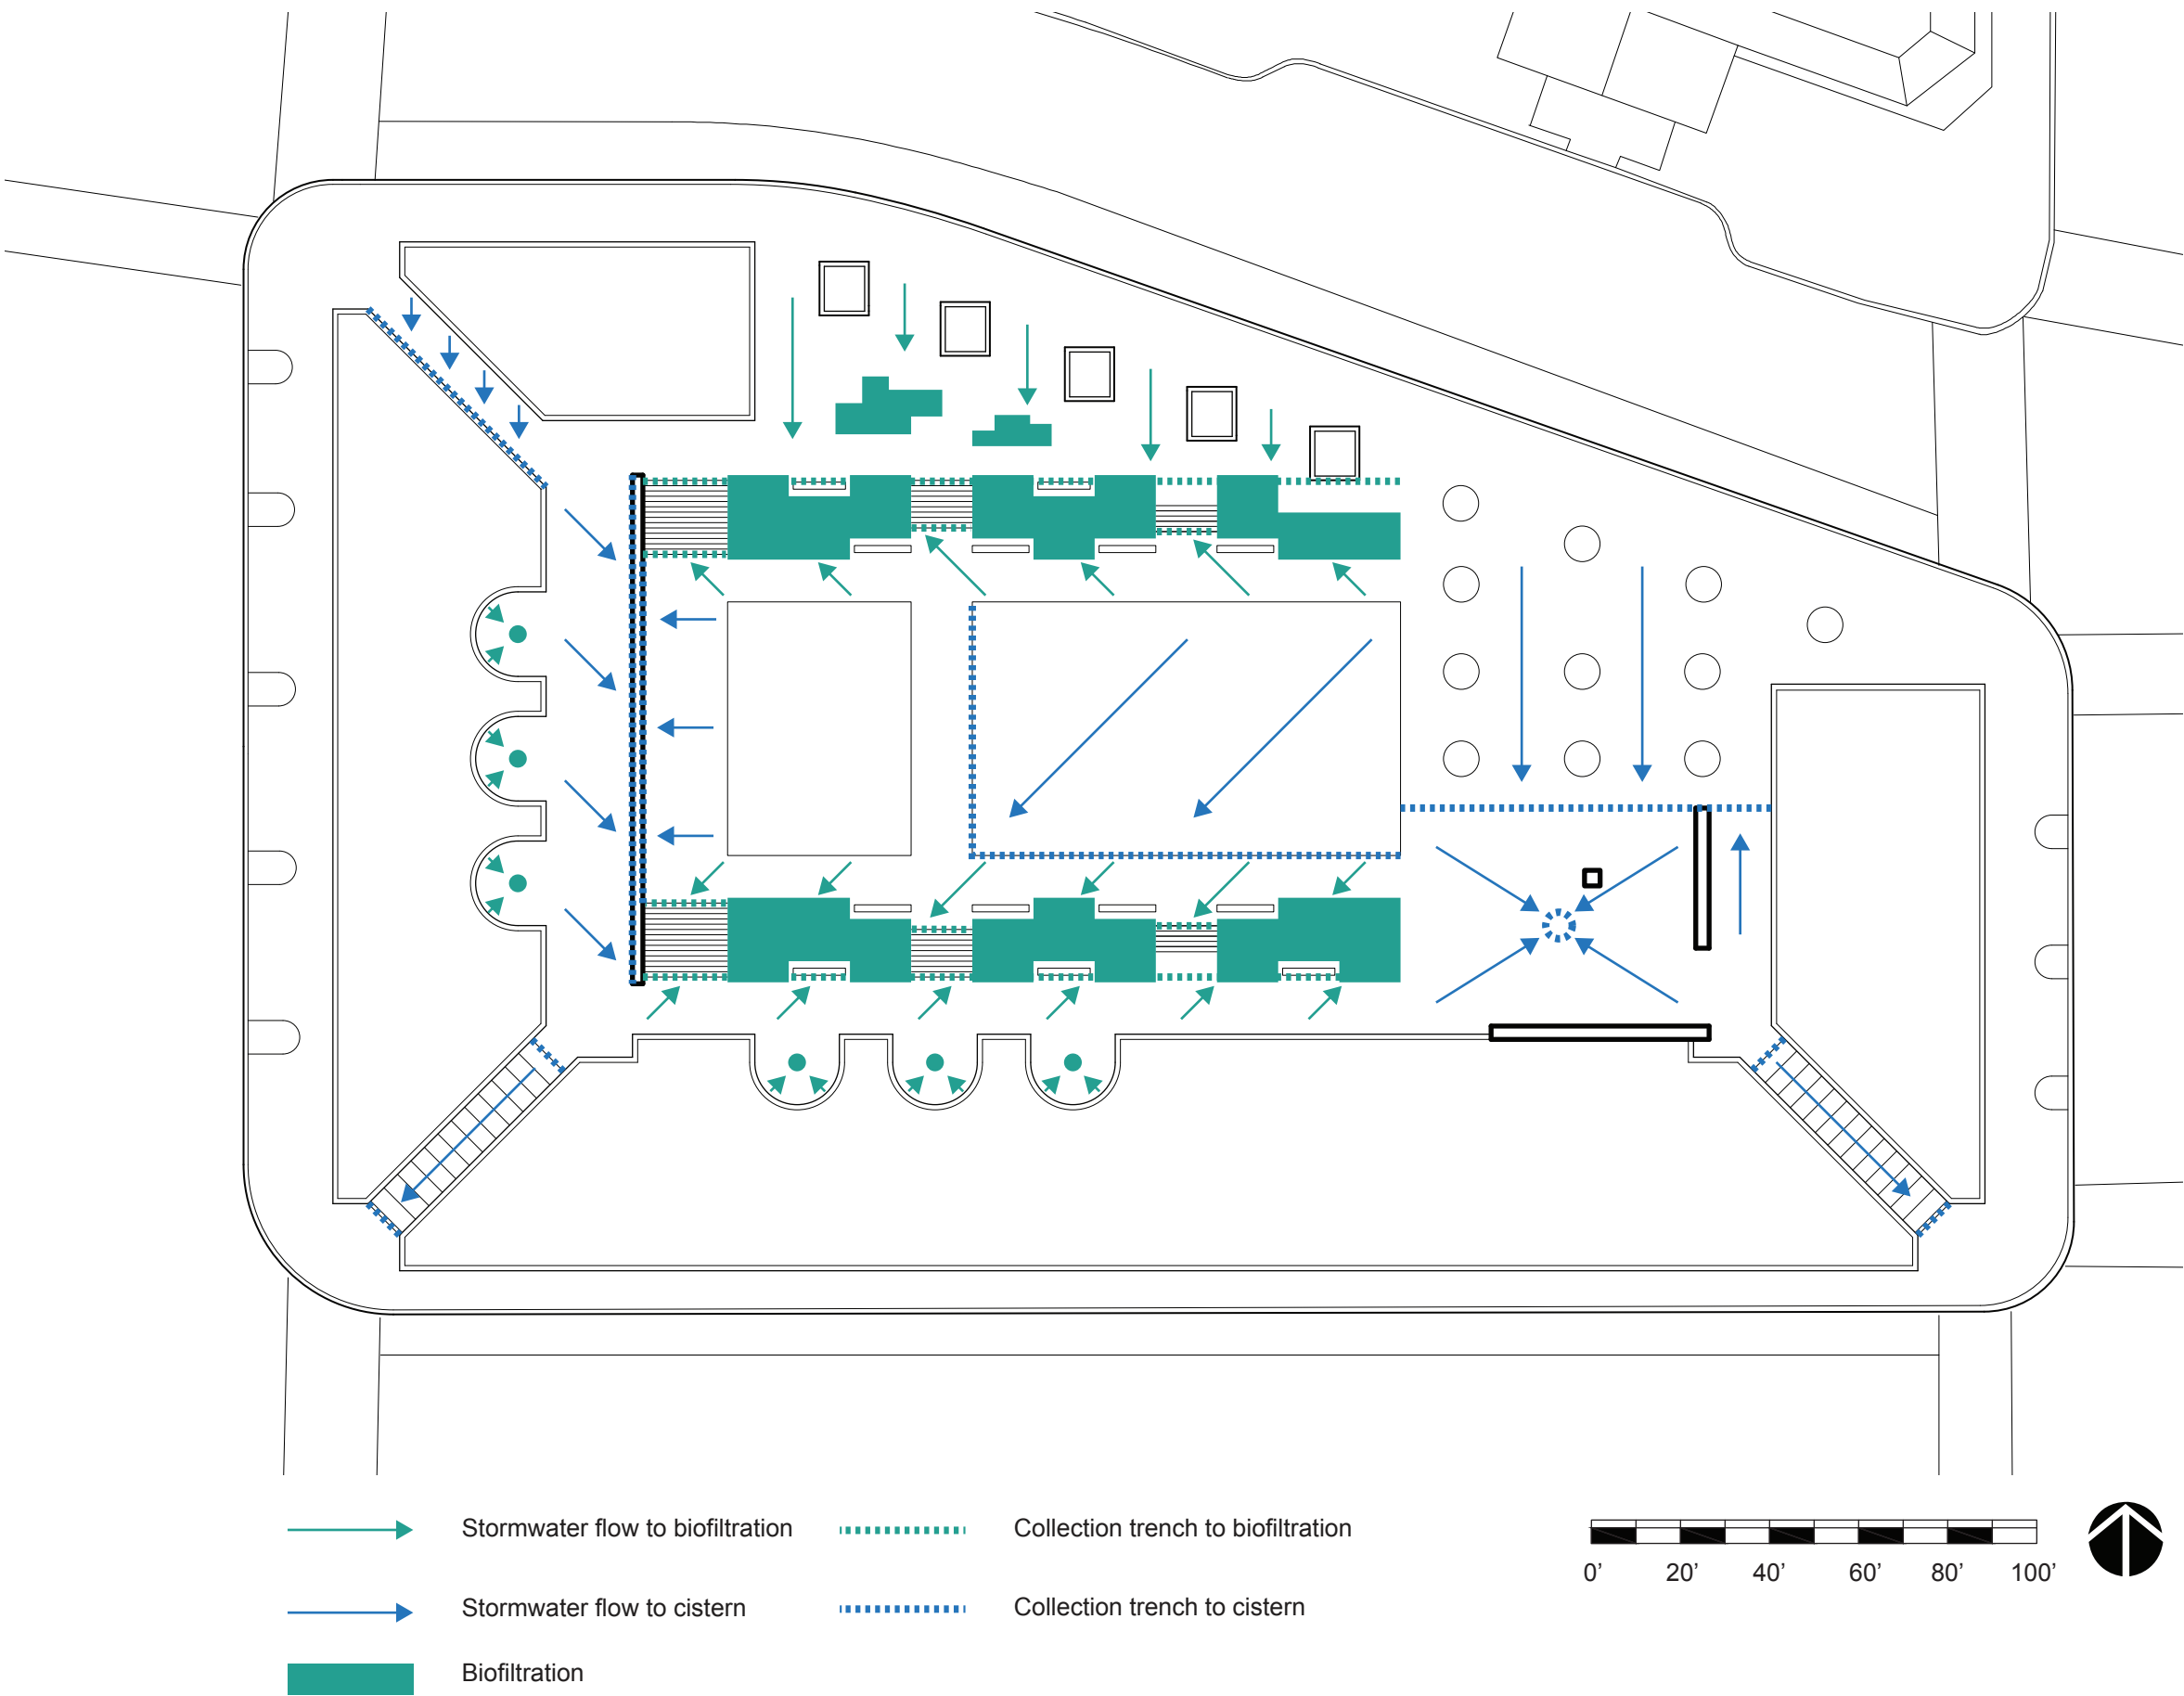 Stormwater flow to biofiltration
Collection trench to biofiltration
0’ 20’ 40’ 60’ 80’ 100’
Stormwater flow to cistern
Collection trench to cistern
Biofiltration